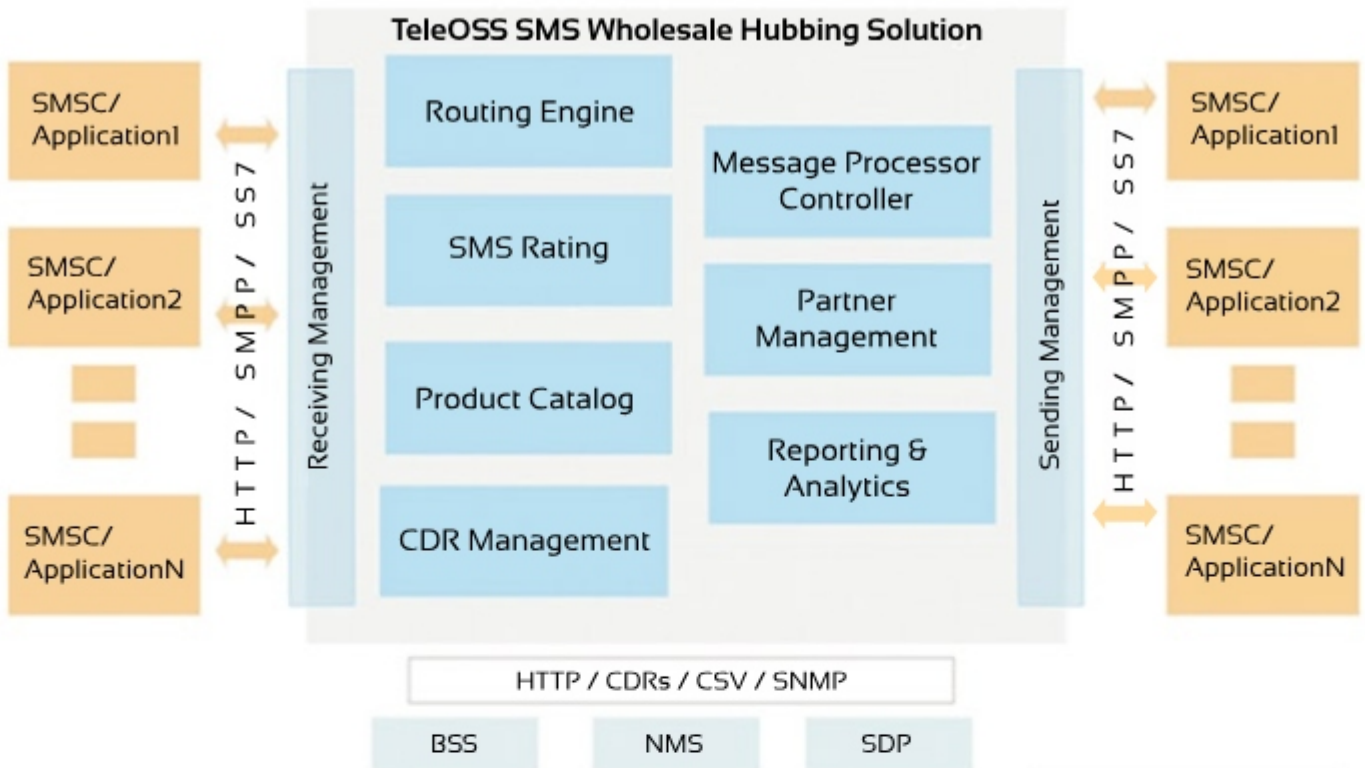 TeleOSS SMS Wholesale Hubbing Solution
SMSC/
Application1
SMSC/
Application2
SMSC/
ApplicationN
HTTP/ SMPP/ SS7
Receiving Management
Routing Engine
SMS Rating
Product Catalog
CDR Management
Message Processor
Controller
Partner
Management
Reporting &
Analytics
Sending Management
HTTP/ SMPP/ SS7
SMSC/
Application1
SMSC/
Application2
SMSC/
ApplicationN
HTTP / CDRs / CSV / SNMP
BSS
NMS
SDP